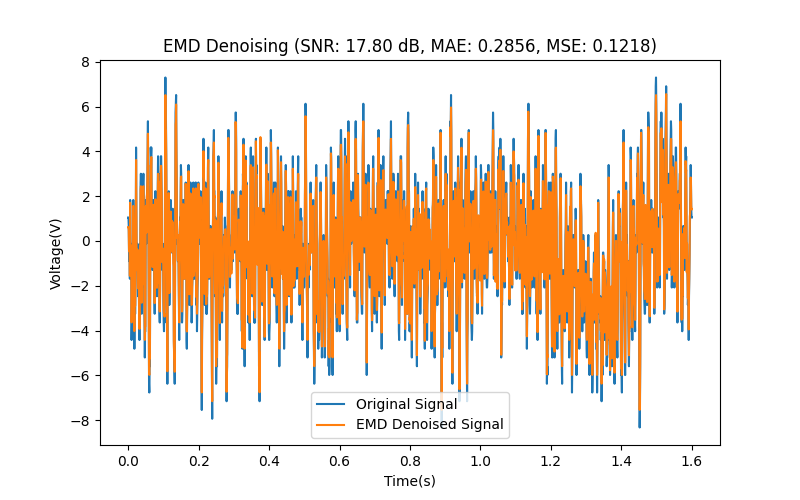 EMD Denoising (SNR: 17.80 dB, MAE: 0.2856, MSE: 0.1218)
8
6
4
2
0
−2
−4
−6
−8
Voltage(V)
Original Signal
EMD Denoised Signal
0.0 0.2 0.4 0.6 0.8 1.0 1.2 1.4 1.6
Time(s)